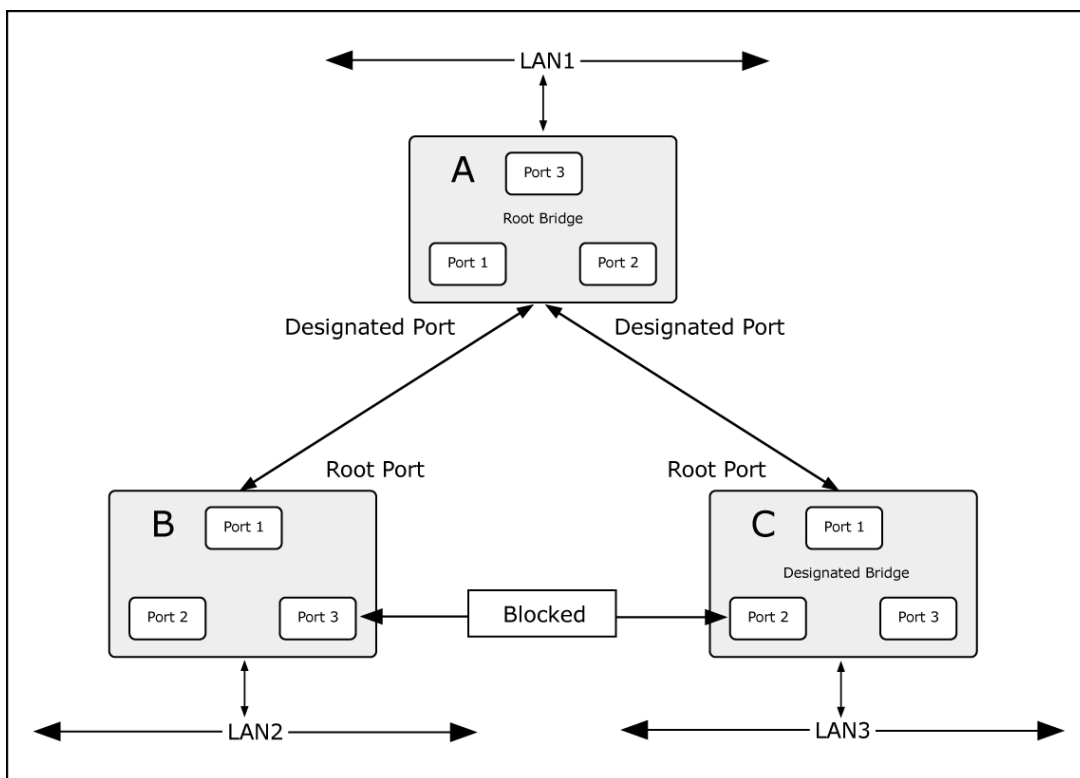 LAN1
A
Port 3
Root Bridge
Port 1
Port 2
Designated Port
Designated Port
Root Port
Root Port
B
Port 1
C
Port 1
Designated Bridge
Port 2
Port 3
Blocked
Port 2
Port 3
LAN2
LAN3